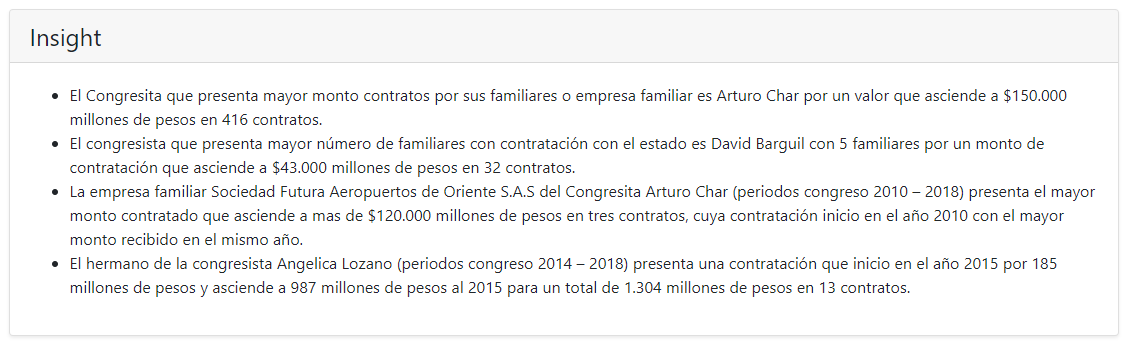 Insight
El Congresita que presenta mayor monto contratos por sus familiares o empresa familiar es Arturo Char por un valor que asciende a $150.000
millones de pesos en 416 contratos.
El congresista que presenta mayor número de familiares con contratación con el estado es David Barguil con 5 familiares por un monto de
contratación que asciende a $43.000 millones de pesos en 32 contratos.
La empresa familiar Sociedad Futura Aeropuertos de Oriente S.A.S del Congresita Arturo Char (periodos congreso 2010 – 2018) presenta el mayor
monto contratado que asciende a mas de $120.000 millones de pesos en tres contratos, cuya contratación inicio en el año 2010 con el mayor
monto recibido en el mismo año.
El hermano de la congresista Angelica Lozano (periodos congreso 2014 – 2018) presenta una contratación que inicio en el año 2015 por 185
millones de pesos y asciende a 987 millones de pesos al 2015 para un total de 1.304 millones de pesos en 13 contratos.